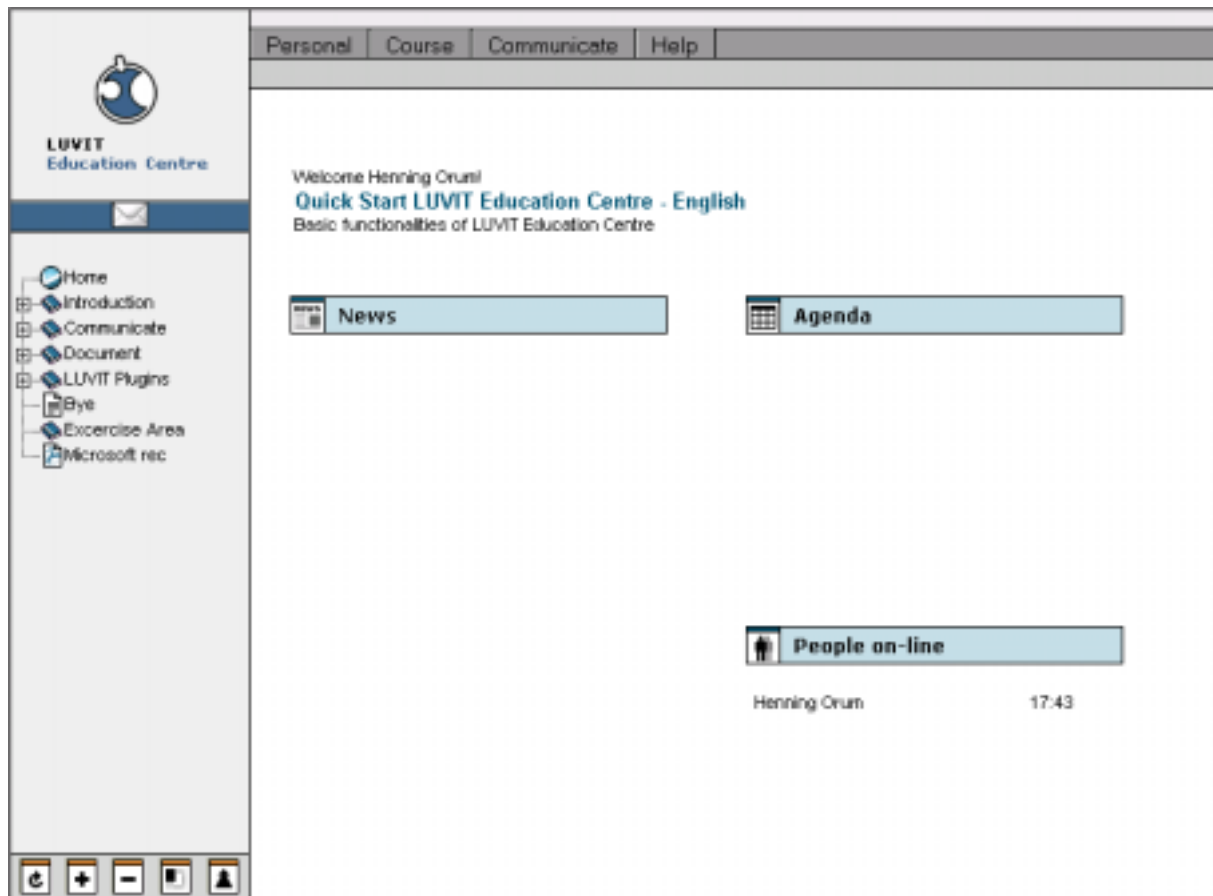 Personal Course Communicate Help
LUVIT
Education Centre
Welcome Henning Orum!
Quick Start LUVIT Education Centre - English
Basic functionalities of LUVIT Education Centre
Home
Introduction
Communicate
Document
LUVIT Plugins
Bye
Excercise Area
Microsoft rec
News
Agenda
People on-line
Henning Orum 17:43